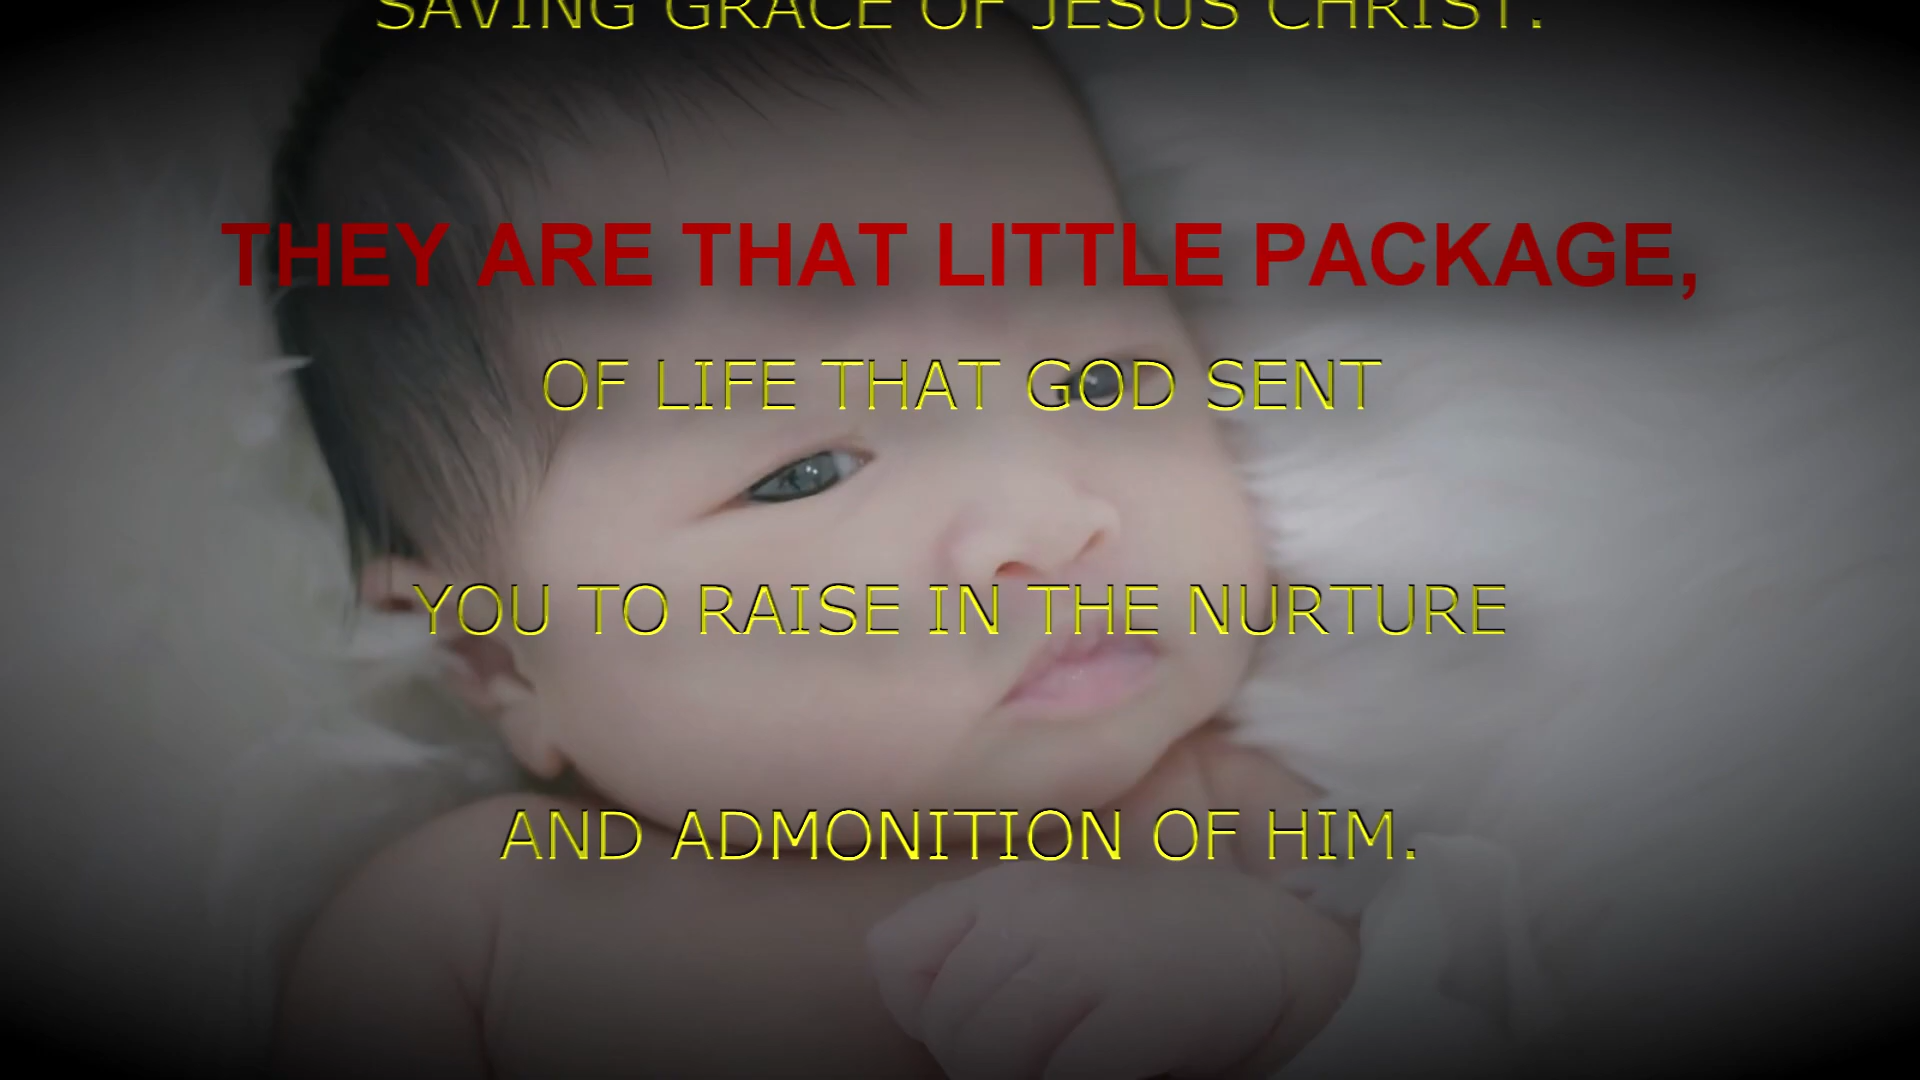 SAVING GRACE OF JESUS CHRIST.
THEY ARE THAT LITTLE PACKAGE,
OF LIFE THAT GOD SENT
YOU TO RAISE IN THE NURTURE
AND ADMONITION OF HIM.